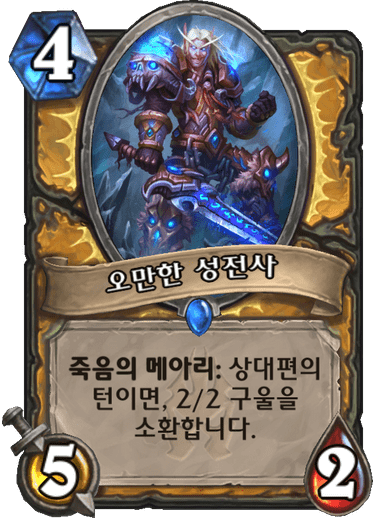 4
오만한 성전사
죽음의 메아리: 상대편의
턴이면, 2/2 구울을
소환합니다.
5
2